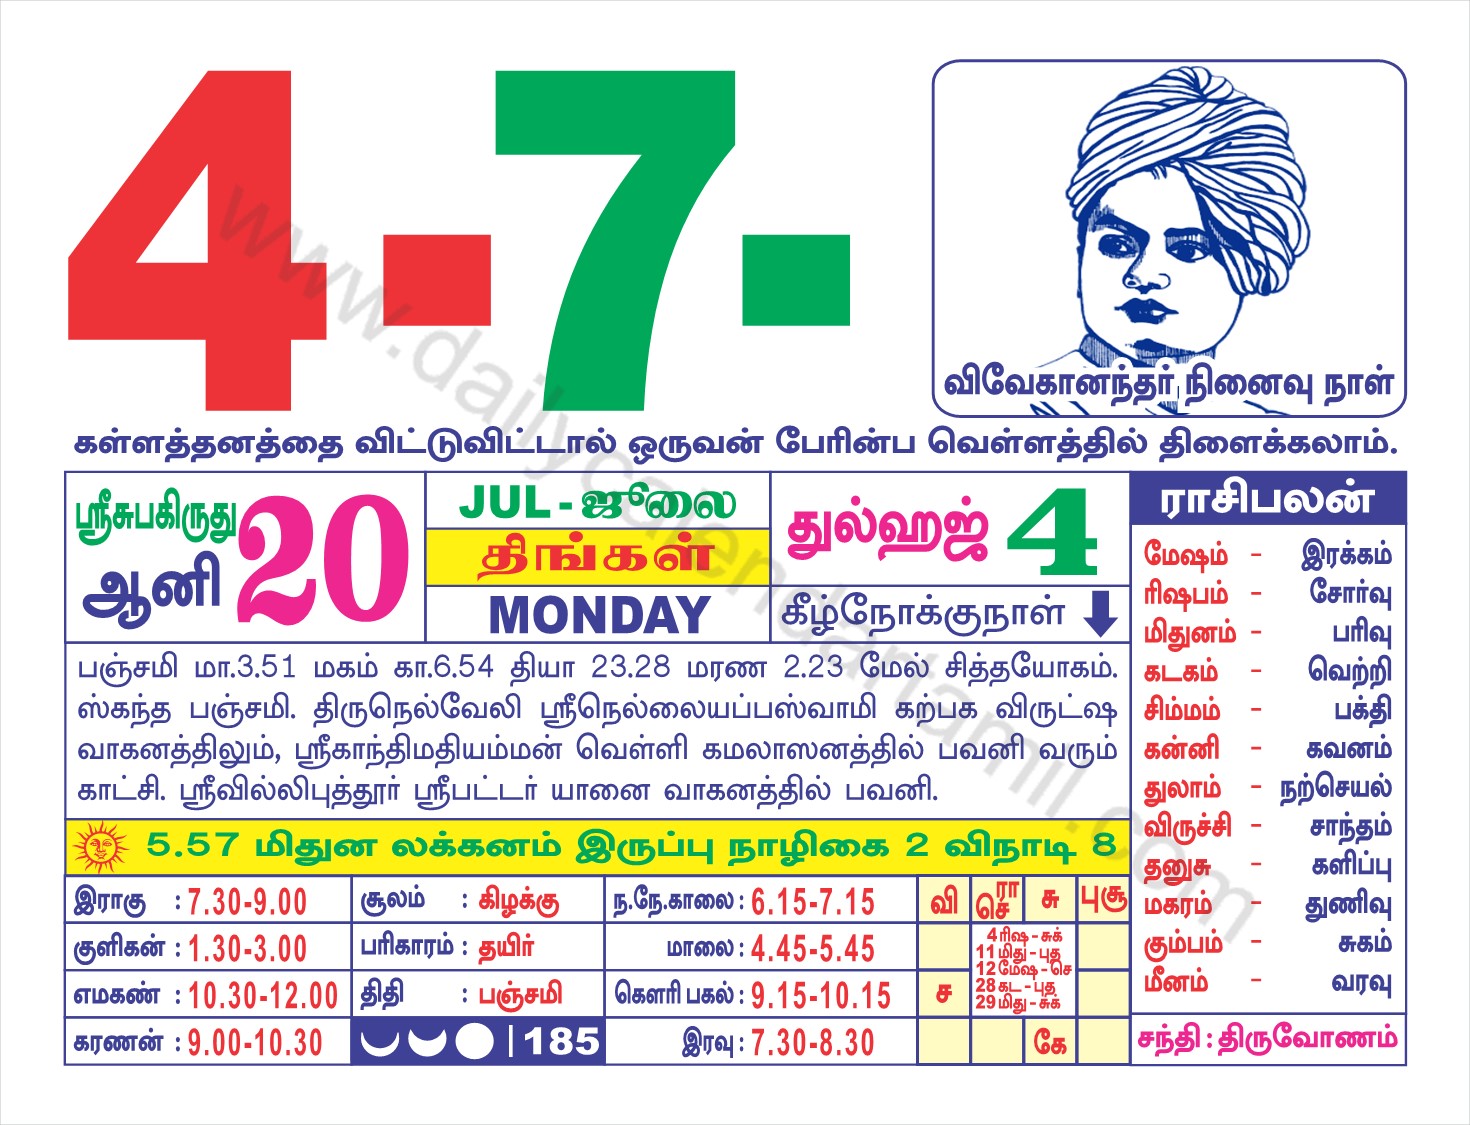 4-7-
விவேகானந்தர் நினைவு நாள்
கள்ளத்தனத்தை விட்டுவிட்டால் ஒருவன் பேரின்ப வெள்ளத்தில் திளைக்கலாம்.
ஸ்ரீசுபகிருது
ஆனி 20
JUL - ஜூலை
திங்கள்
MONDAY
துல்ஹஜ் 4
கீழ்நோக்குநாள்
பஞ்சமி மா.3.51 மகம் கா.6.54 தியா 23.28 மரண 2.23 மேல் சித்தயோகம்.
ஸ்கந்த பஞ்சமி. திருநெல்வேலி ஸ்ரீநெல்லையப்பஸ்வாமி கற்பக விருட்ஷ
வாகனத்திலும், ஸ்ரீகாந்திமதியம்மன் வெள்ளி கமலாஸனத்தில் பவனி வரும்
காட்சி. ஸ்ரீவில்லிபுத்தூர் ஸ்ரீபட்டர் யானை வாகனத்தில் பவனி.
5.57 மிதுன லக்கனம் இருப்பு நாழிகை 2 விநாடி 8
இராகு : 7.30-9.00
குளிகன் : 1.30-3.00
எமகண் : 10.30-12.00
கரணன் : 9.00-10.30
சூலம் : கிழக்கு
பரிகாரம் : தயிர்
திதி : பஞ்சமி
185
ந.நே.காலை : 6.15-7.15
மாலை : 4.45-5.45
கௌரி பகல் : 9.15-10.15
இரவு : 7.30-8.30
வி
ரா
செ
சு
புசூ
4 ரிஷ - சுக்
11 மிது - புத
12 மேஷ - செ
28 கட - புத
29 மிது - சுக்
ச
கே
ராசிபலன்
மேஷம் - இரக்கம்
ரிஷபம் - சோர்வு
மிதுனம் - பரிவு
கடகம் - வெற்றி
சிம்மம் - பக்தி
கன்னி - கவனம்
துலாம் - நற்செயல்
விருச்சி - சாந்தம்
தனுசு - களிப்பு
மகரம் - துணிவு
கும்பம் - சுகம்
மீனம் - வரவு
சந்தி : திருவோணம்
www.dailycalendartamil.com